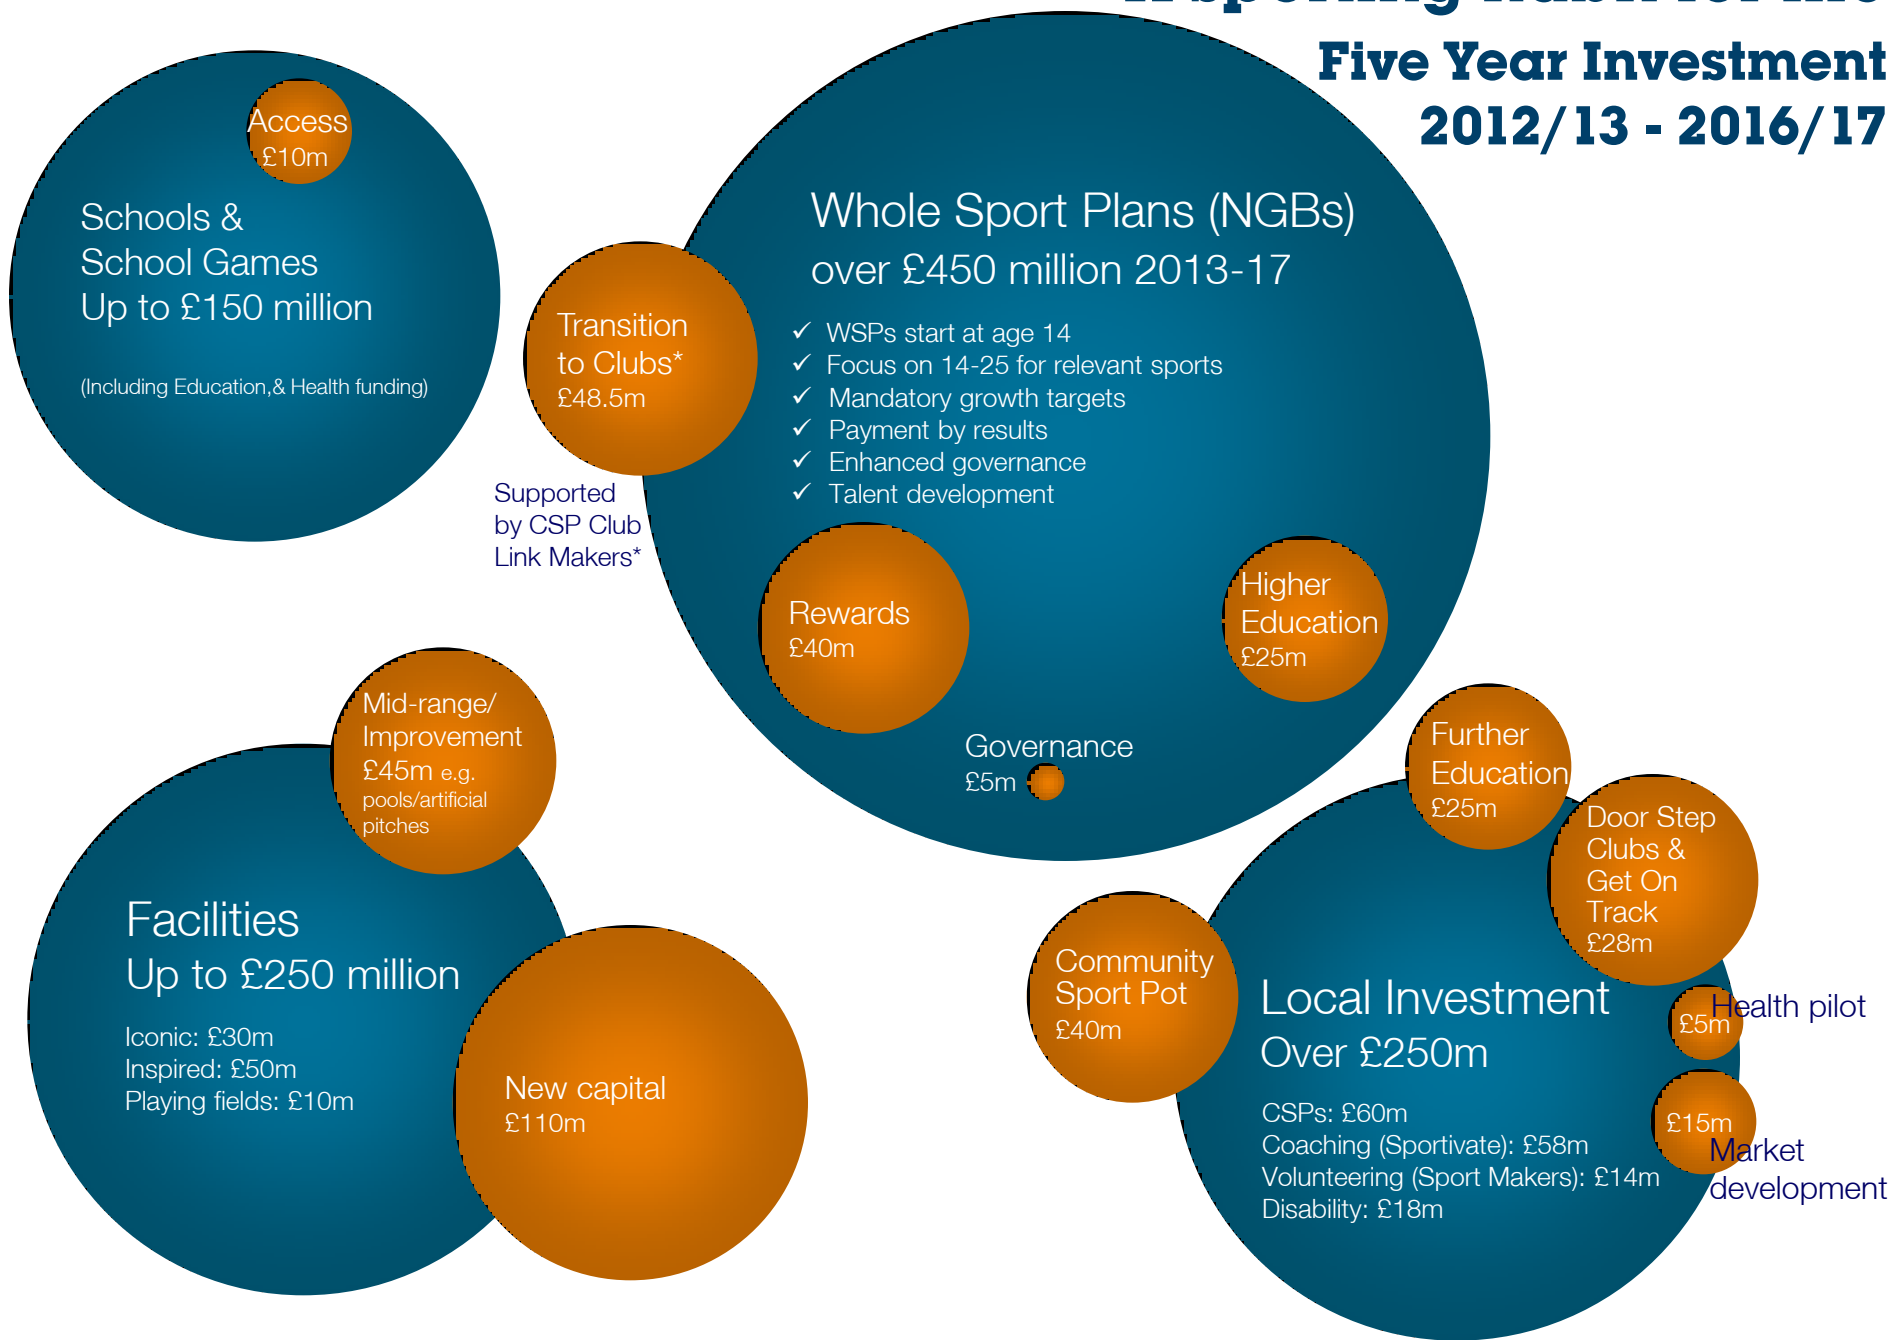 A sporting habit for life
Five Year Investment
2012/13 - 2016/17
Access
£10m
Schools &
School Games
Up to £150 million
(Including Education,& Health funding)
Whole Sport Plans (NGBs)
over £450 million 2013-17
✓ WSPs start at age 14
✓ Focus on 14-25 for relevant sports
✓ Mandatory growth targets
✓ Payment by results
✓ Enhanced governance
✓ Talent development
Transition
to Clubs*
£48.5m
Supported
by CSP Club
Link Makers*
Rewards
£40m
Higher
Education
£25m
Governance
£5m
Mid-range/
Improvement
£45m e.g.
pools/artificial
pitches
Facilities
Up to £250 million
Iconic: £30m
Inspired: £50m
Playing fields: £10m
New capital
£110m
Further
Education
£25m
Door Step
Clubs &
Get On
Track
£28m
Community
Sport Pot
£40m
Local Investment
Over £250m
CSPs: £60m
Coaching (Sportivate): £58m
Volunteering (Sport Makers): £14m
Disability: £18m
Health pilot
£5m
£15m
Market
development